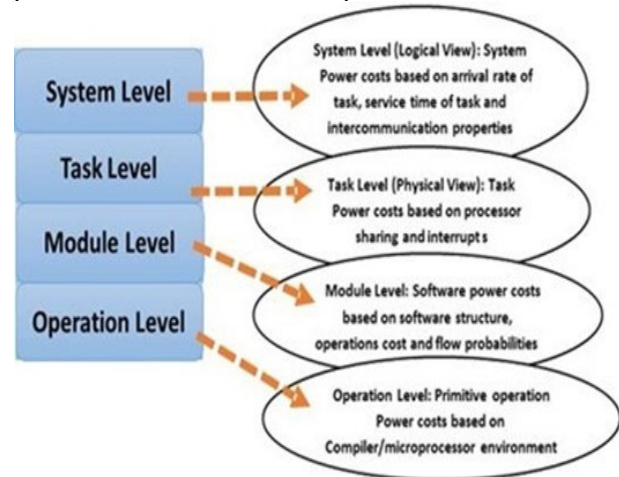 System Level
Task Level
Module Level
Operation Level
System Level (Logical View): System
Power costs based on arrival rate of
task, service time of task and
intercommunication properties
Task Level (Physical View): Task
Power costs based on processor
sharing and interrupt s
Module Level: Software power costs
based on software structure,
operations cost and flow probabilities
Operation Level: Primitive operation
Power costs based on
Compiler/microprocessor environment